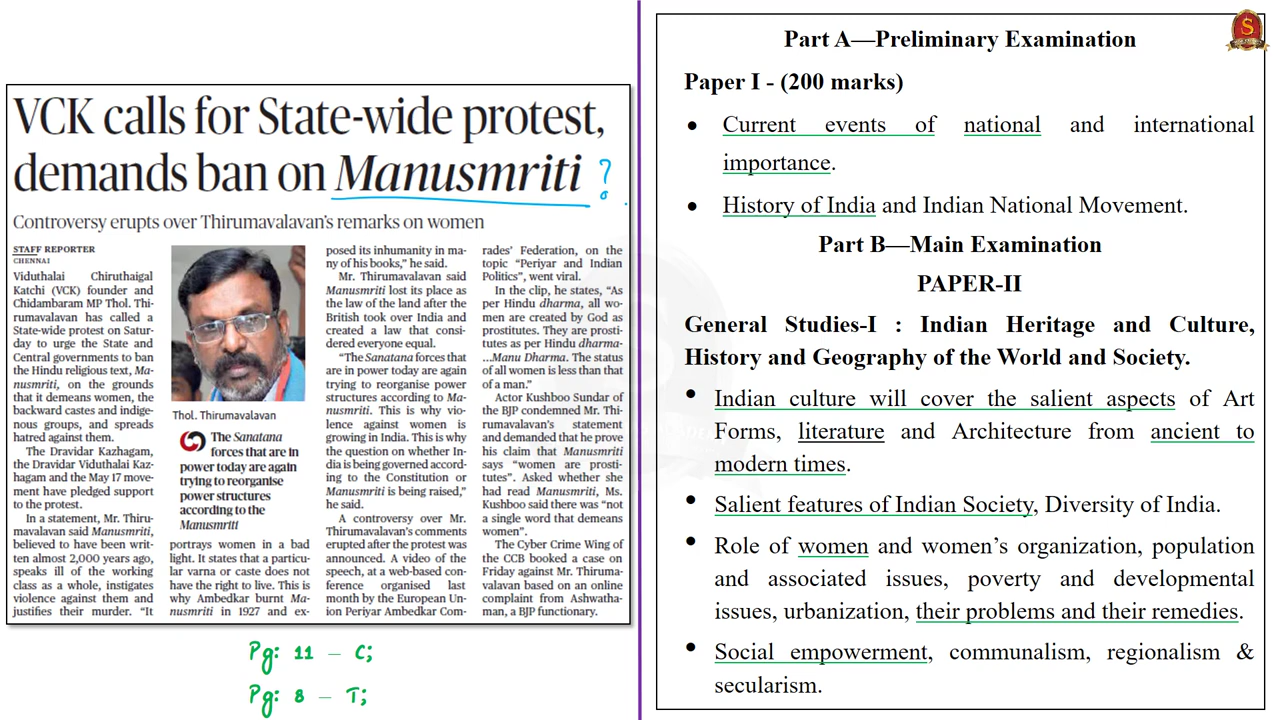 VCK calls for State-wide protest,
demands ban on Manusmriti ?
Controversy erupts over Thirumavalavan's remarks on women
STAFF REPORTER
CHENNAI
Viduthalai Chiruthaigal
Katchi (VCK) founder and
Chidambaram MP Thol. Thi-
rumavalavan has called a
State-wide protest on Satur-
day to urge the State and
Central governments to ban
the Hindu religious text, Ma-
nusmriti, on the grounds
that it demeans women, the
backward castes and indige-
nous groups, and spreads
hatred against them.
The Dravidar Kazhagam,
the Dravidar Viduthalai Kaz-
hagam and the May 17 move-
ment have pledged support
to the protest.
In a statement, Mr. Thiru-
mavalavan said Manusmriti,
believed to have been writ-
ten almost 2,000 years ago,
speaks ill of the working
class as a whole, instigates
violence against them and
justifies their murder. "It
Thol. Thirumavalavan
The Sanatana
forces that are in
power today are again
trying to reorganise
power structures
according to the
Manusmriti
portrays women in a bad
light. It states that a particu-
lar varna or caste does not
have the right to live. This is
why Ambedkar burnt Ma-
nusmriti in 1927 and ex-
posed its inhumanity in ma-
ny of his books," he said.
Mr. Thirumavalavan said
Manusmriti lost its place as
the law of the land after the
British took over India and
created a law that consi-
dered everyone equal.
"The Sanatana forces that
are in power today are again
trying to reorganise power
structures according to Ma-
nusmriti. This is why vio-
lence against women is
growing in India. This is why
the question on whether In-
dia is being governed accord-
ing to the Constitution or
Manusmriti is being raised,"
he said.
A controversy over Mr.
Thirumavalavan's comments
erupted after the protest was
announced. A video of the
speech, at a web-based con-
ference organised last
month by the European Un-
ion Periyar Ambedkar Com-
rades' Federation, on the
topic "Periyar and Indian
Politics", went viral.
In the clip, he states, "As
per Hindu dharma, all wo-
men are created by God as
prostitutes. They are prosti-
tutes as per Hindu dharma-
...Manu Dharma. The status
of all women is less than that
of a man."
Actor Kushboo Sundar of
the BJP condemned Mr. Thi-
rumavalavan's statement
and demanded that he prove
his claim that Manusmriti
says "women are prosti-
tutes". Asked whether she
had read Manusmriti, Ms.
Kushboo said there was "not
a single word that demeans
women".
The Cyber Crime Wing of
the CCB booked a case on
Friday against Mr. Thiruma-
valavan based on an online
complaint from Ashwatha-
man, a BJP functionary.
Pg: 11 – C;
Pg: 8 – T;
Part A—Preliminary Examination
Paper I - (200 marks)
• Current events of national and international
importance.
• History of India and Indian National Movement.
Part B—Main Examination
PAPER-II
General Studies-I : Indian Heritage and Culture,
History and Geography of the World and Society.
• Indian culture will cover the salient aspects of Art
Forms, literature and Architecture from ancient to
modern times.
• Salient features of Indian Society, Diversity of India.
• Role of women and women's organization, population
and associated issues, poverty and developmental
issues, urbanization, their problems and their remedies.
• Social empowerment, communalism, regionalism &
secularism.